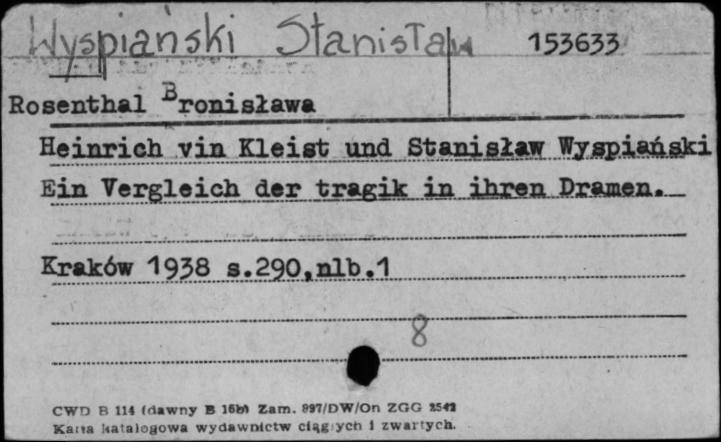 Wyspiański Stanisław 153633
Rosenthal Bronisława
Heinrich vin Kleist und Stanisław Wyspiański
Ein Vergleich der tragik in ihren Dramen.
Kraków 1938 s.290,nlb.1
8
CWD B 114 (dawny B 16b) Zam. 897/DW/On ZGG 2542
Karta katalogowa wydawnictw ciągłych i zwartych.